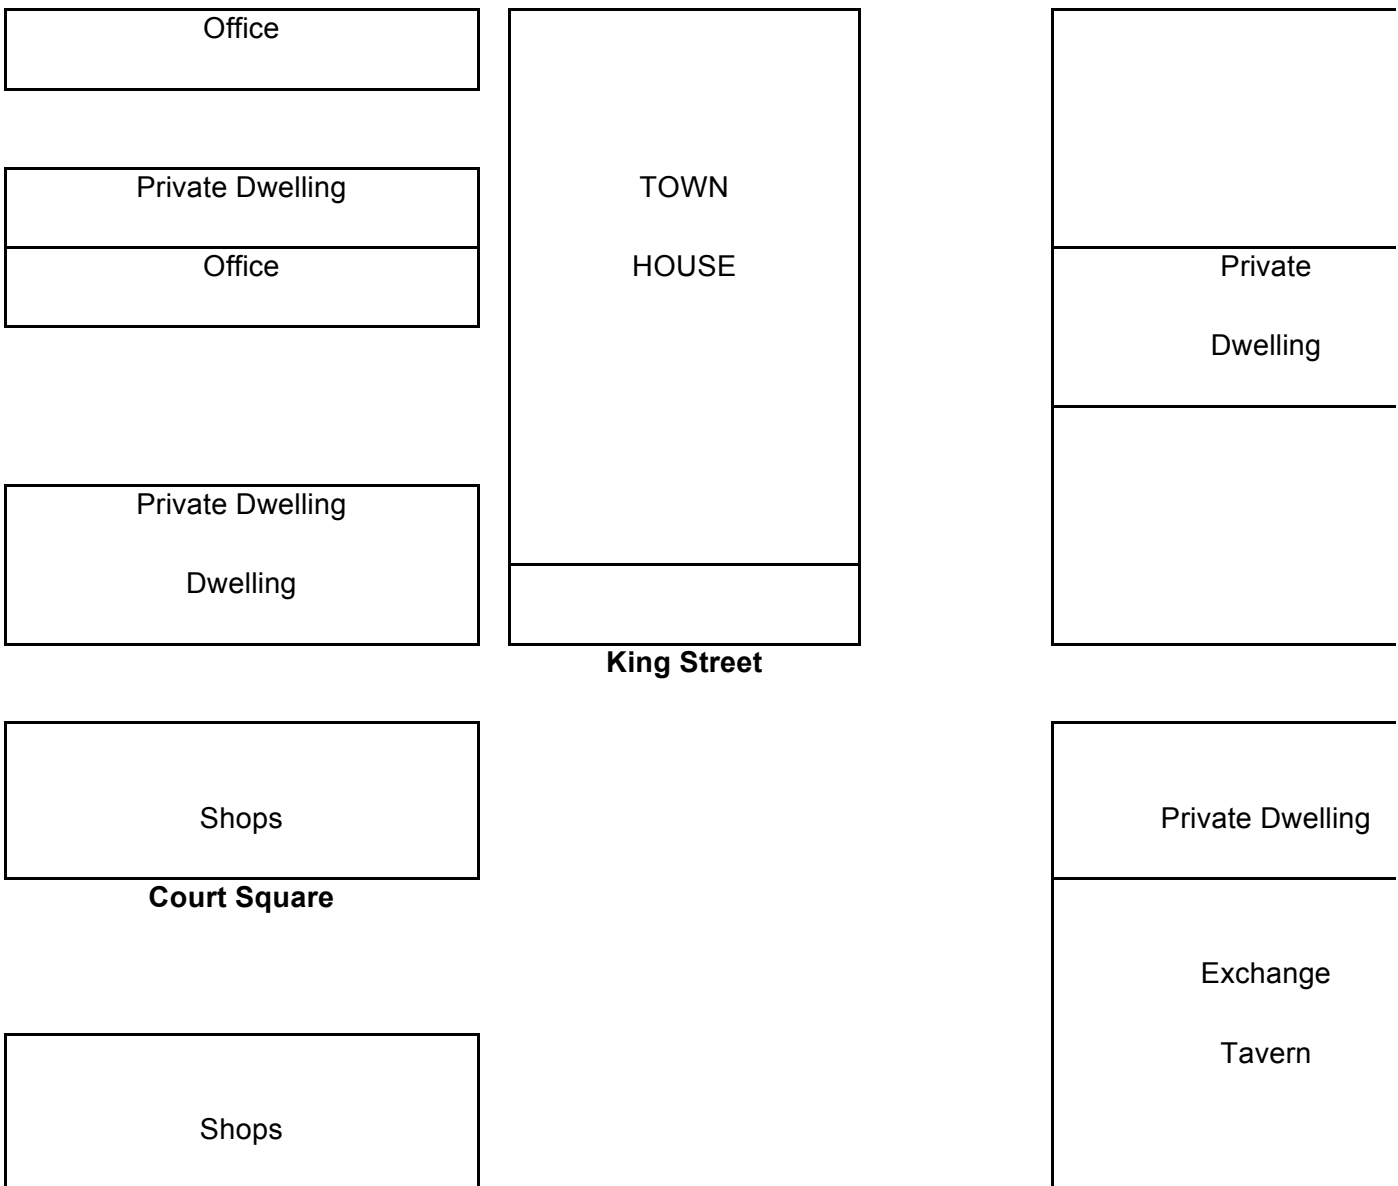 Office
Private Dwelling
Office
Private Dwelling
Dwelling
TOWN
HOUSE
Private
Dwelling
King Street
Shops
Court Square
Shops
Private Dwelling
Exchange
Tavern